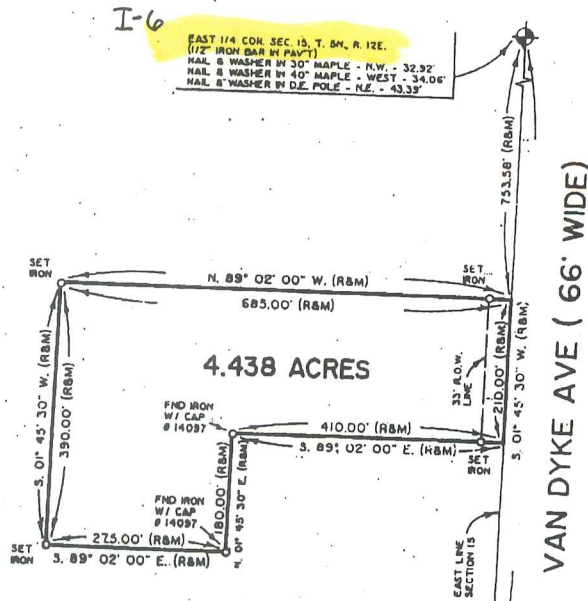 I-6
EAST 1/4 COR. SEC. 15, T. 5N., R. 12E.
(1/2" IRON BAR IN PAV'T)
NAIL & WASHER IN 30" MAPLE - N.W. - 32.92'
NAIL & WASHER IN 40" MAPLE - WEST - 34.06'
NAIL & WASHER IN D.E. POLE - N.E. - 43.39'
753.58' (R&M)
VAN DYKE AVE ( 66' WIDE)
SET
IRON
N. 89° 02' 00" W. (R&M)
685.00' (R&M)
SET
IRON
S. 01° 45' 30" W. (R&M)
390.00' (R&M)
4.438 ACRES
33' R.O.W.
LINE
210.00' (R&M)
S. 01° 45' 30" W. (R&M)
FND IRON
W/ CAP
# 14097
410.00' (R&M)
S. 89° 02' 00" E. (R&M)
SET
IRON
180.00' (R&M)
N. 01° 45' 30" E. (R&M)
FND IRON
W/ CAP
# 14097
SET
IRON
275.00' (R&M)
S. 89° 02' 00" E. (R&M)
EAST LINE
SECTION 15